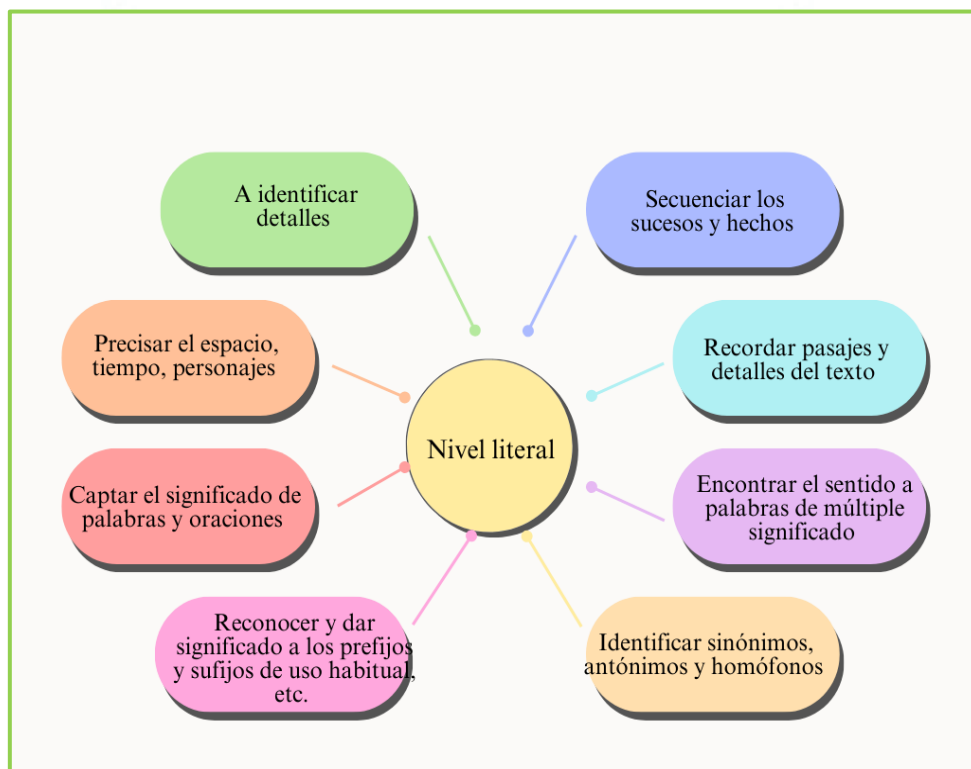 A identificar
detalles
Secuenciar los
sucesos y hechos
Precisar el espacio,
tiempo, personajes
Recordar pasajes y
detalles del texto
Nivel literal
Captar el significado de
palabras y oraciones
Encontrar el sentido a
palabras de múltiple
significado
Reconocer y dar
significado a los prefijos
y sufijos de uso habitual,
etc.
Identificar sinónimos,
antónimos y homófonos